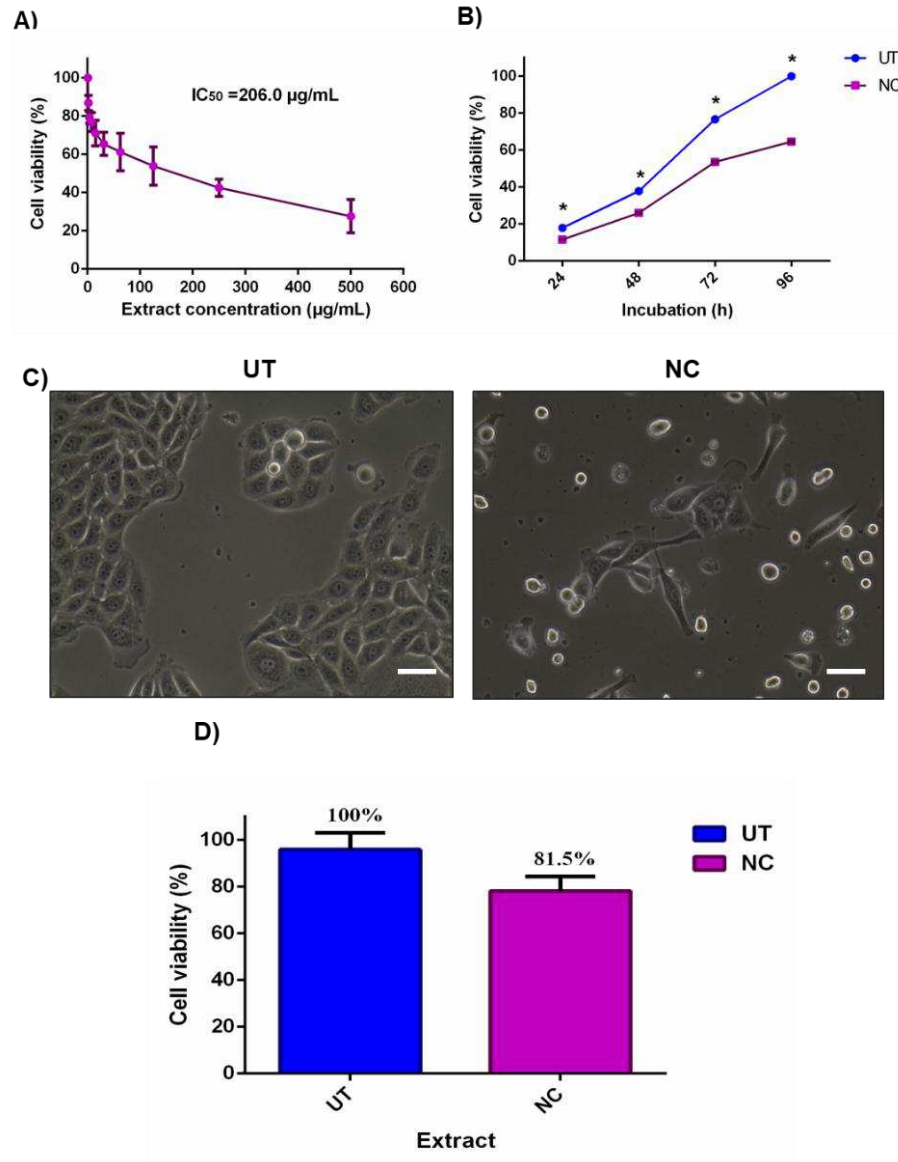 A)
Cell viability (%)
100
80
60
40
20
0
IC50 =206.0 µg/mL
0 100 200 300 400 500 600
Extract concentration (µg/mL)
B)
Cell viability (%)
100
80
60
40
20
0
* * * *
UT
NC
24 48 72 96
Incubation (h)
C)
UT
NC
D)
Cell viability (%)
100
80
60
40
20
0
100%
81.5%
UT
NC
UT NC
Extract